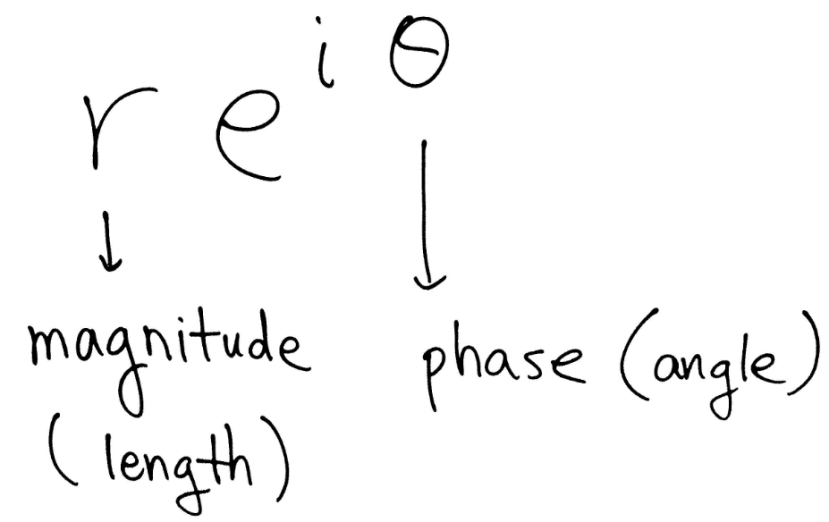 r e^{iθ}
↓ ↓
magnitude phase (angle)
(length)